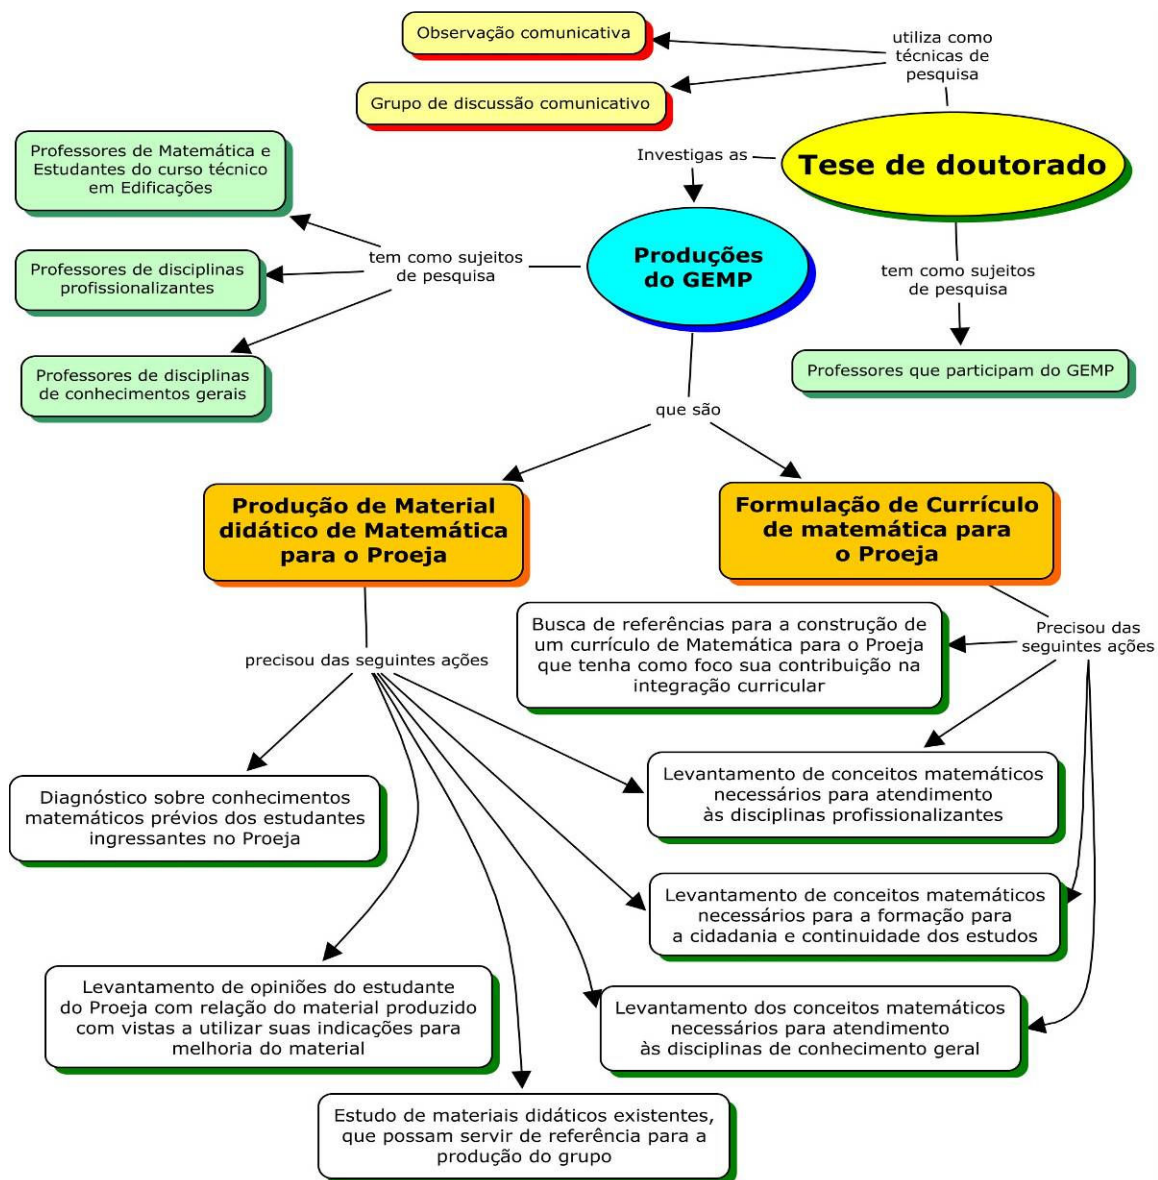 Observação comunicativa
utiliza como
técnicas de
pesquisa
Grupo de discussão comunicativo
Professores de Matemática e
Estudantes do curso técnico
em Edificações
Investigas as
Tese de doutorado
Professores de disciplinas
profissionalizantes
tem como sujeitos
de pesquisa
Produções
do GEMP
tem como sujeitos
de pesquisa
Professores de disciplinas
de conhecimentos gerais
Professores que participam do GEMP
que são
Produção de Material
didático de Matemática
para o Proeja
Formulação de Currículo
de matemática para
o Proeja
precisou das seguintes ações
Busca de referências para a construção de
um currículo de Matemática para o Proeja
que tenha como foco sua contribuição na
integração curricular
Precisou das
seguintes ações
Diagnóstico sobre conhecimentos
matemáticos prévios dos estudantes
ingressantes no Proeja
Levantamento de conceitos matemáticos
necessários para atendimento
às disciplinas profissionalizantes
Levantamento de conceitos matemáticos
necessários para a formação para
a cidadania e continuidade dos estudos
Levantamento de opiniões do estudante
do Proeja com relação do material produzido
com vistas a utilizar suas indicações para
melhoria do material
Levantamento dos conceitos matemáticos
necessários para atendimento
às disciplinas de conhecimento geral
Estudo de materiais didáticos existentes,
que possam servir de referência para a
produção do grupo